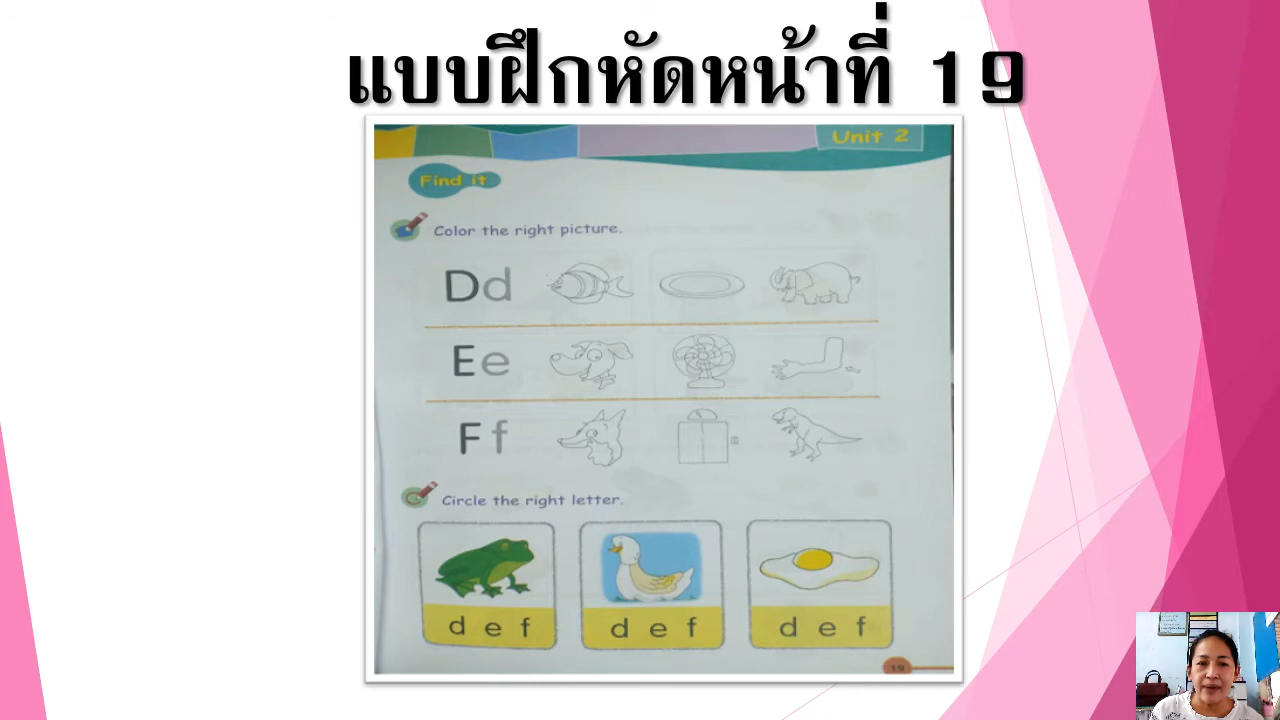 แบบฝึกหัดหน้าที่ 19
Unit 2
Find it
Color the right picture.
Dd
Ee
Ff
Circle the right letter.
d e f
d e f
d e f
19